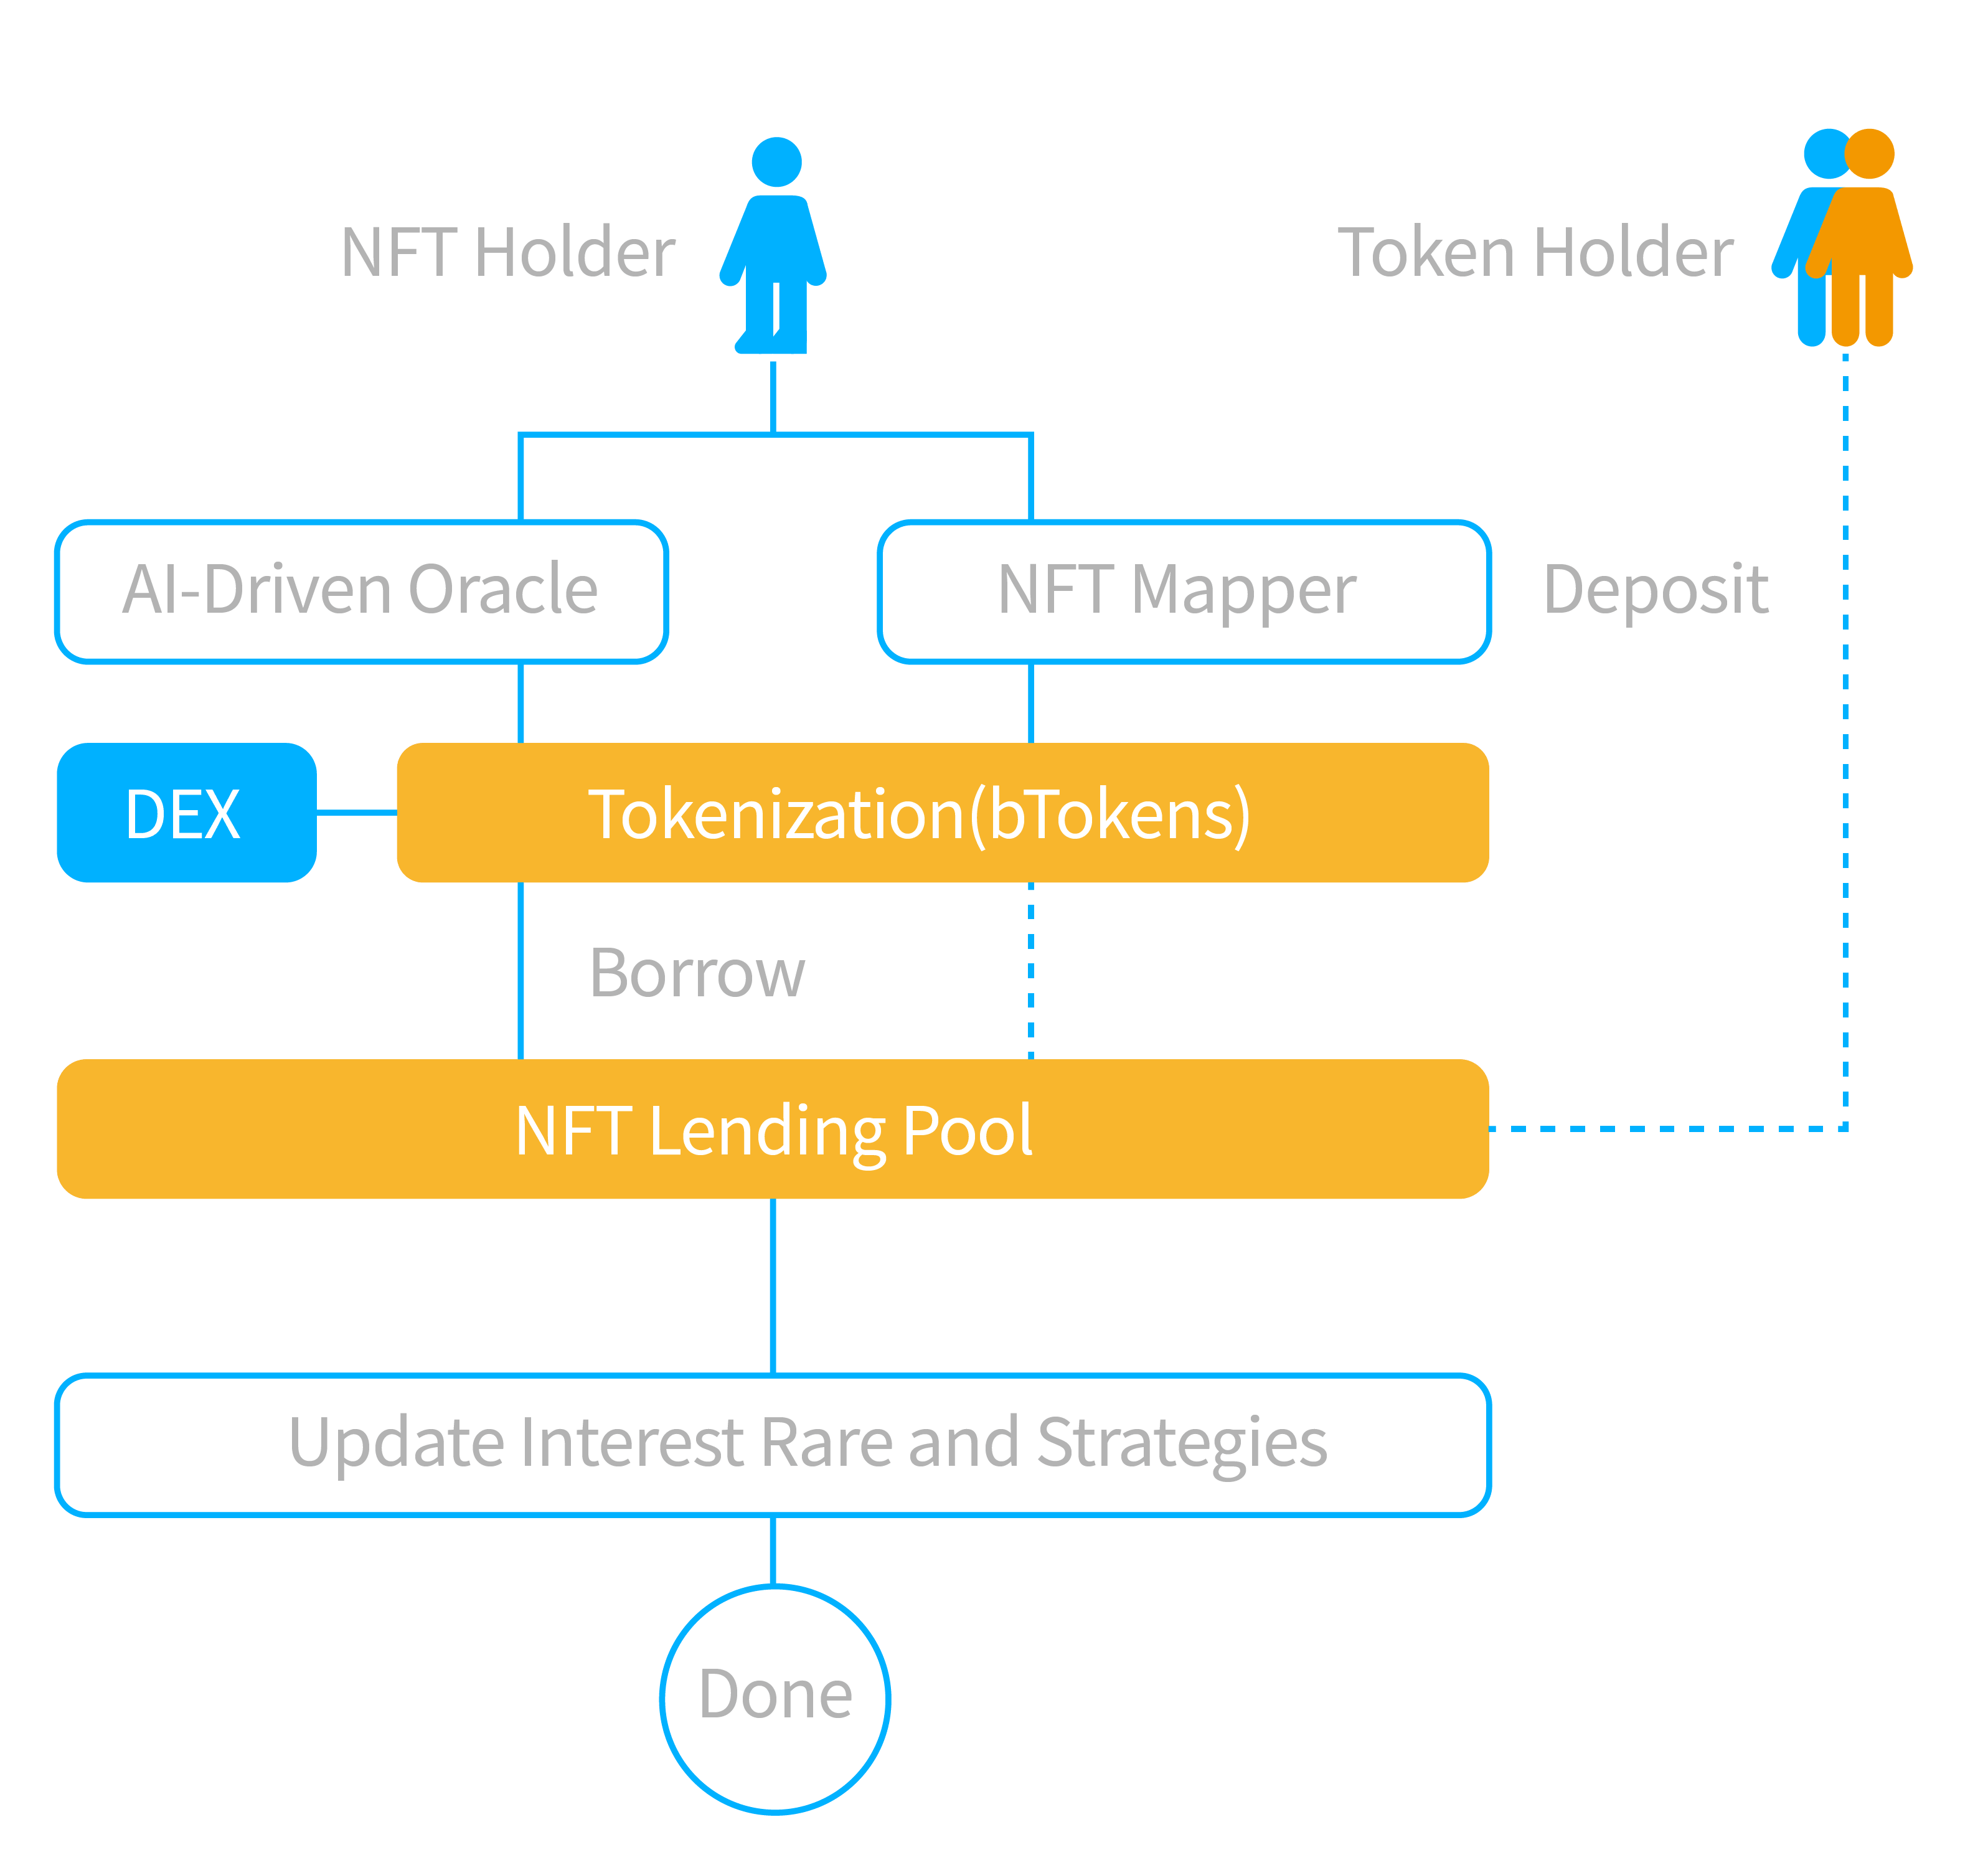 NFT Holder
Token Holder
AI-Driven Oracle
NFT Mapper
Deposit
DEX
Tokenization(bTokens)
Borrow
NFT Lending Pool
Update Interest Rare and Strategies
Done